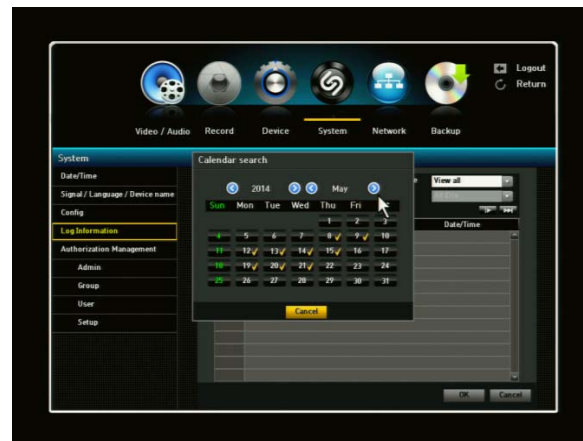 Logout
Return
Video / Audio Record Device System Network Backup
System
Date/Time
Signal / Language / Device name
Config
Log Information
Authorization Management
Admin
Group
User
Setup
Calendar search
2014 May
Sun Mon Tue Wed Thu Fri
1 2 3
4 5 6 7 8 9 10
11 12 13 14 15 16 17
18 19 20 21 22 23 24
25 26 27 28 29 30 31
Cancel
View all
Date/Time
OK Cancel